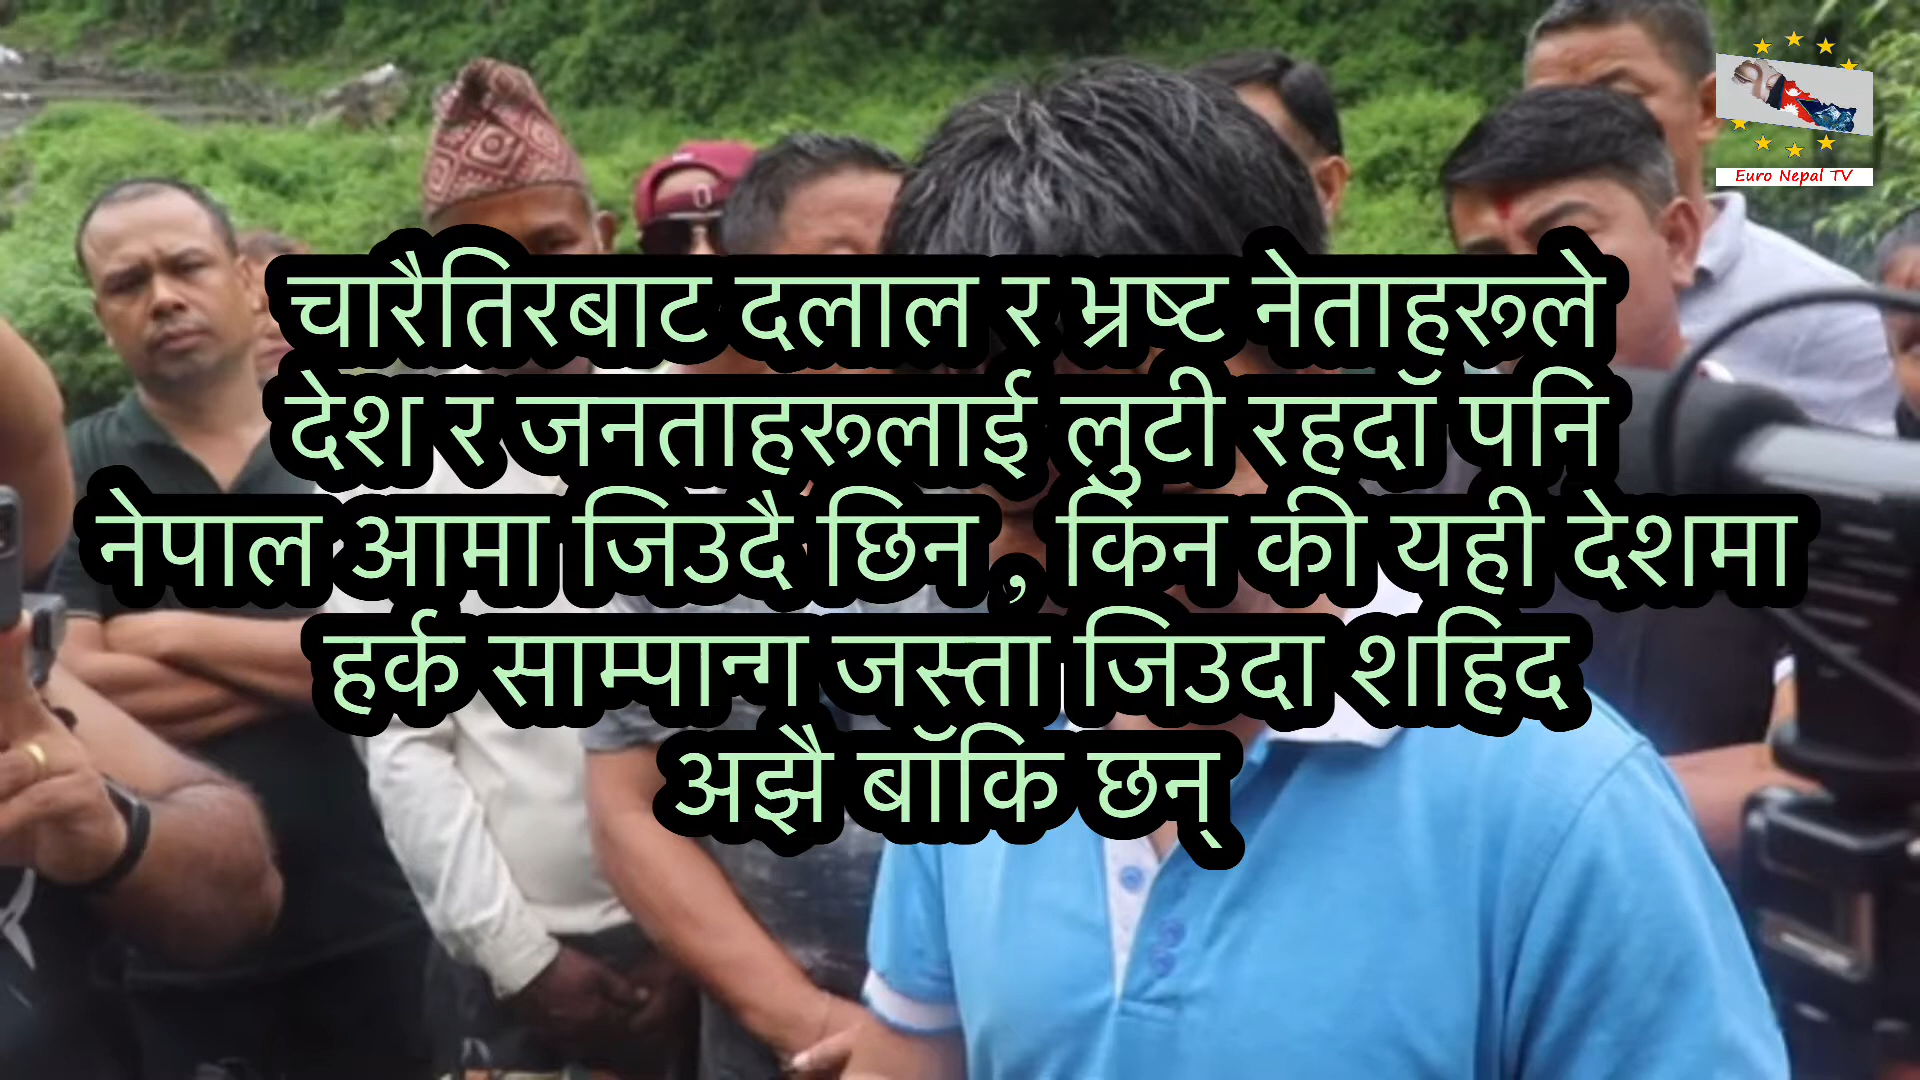 Euro Nepal TV
चारैतिरबाट दलाल र भ्रष्ट नेताहरूले
देश र जनताहरूलाई लुटी रहदॉ पनि
नेपाल आमा जिउदै छिन , किन की यही देशमा
हर्क साम्पान्ग जस्ता जिउदा शहिद
अझै बॉकि छन्